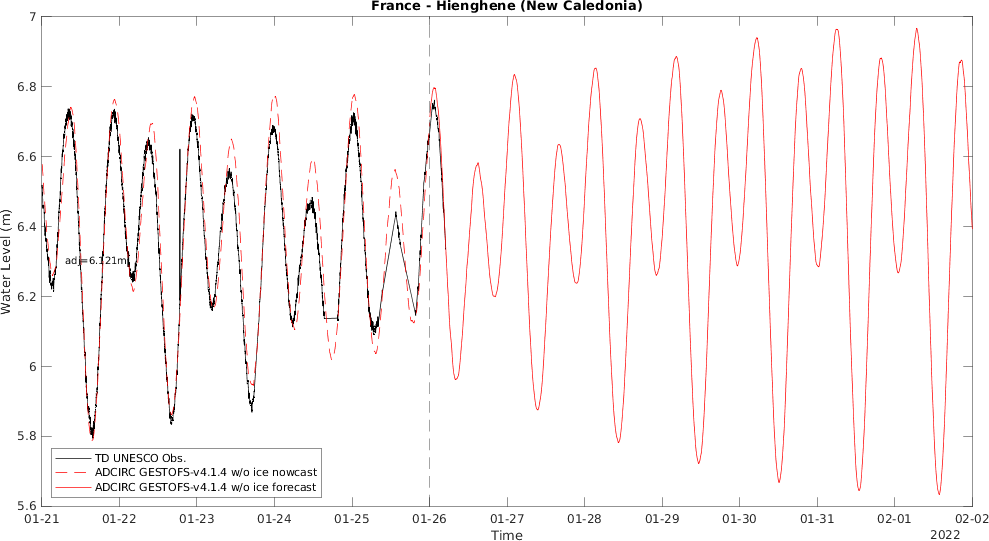 France - Hienghene (New Caledonia)
7
6.8
6.6
6.4
6.2
6
5.8
5.6
Water Level (m)
adj=6.121m
TD UNESCO Obs.
ADCIRC GESTOFS-v4.1.4 w/o ice nowcast
ADCIRC GESTOFS-v4.1.4 w/o ice forecast
01-21 01-22 01-23 01-24 01-25 01-26 01-27 01-28 01-29 01-30 01-31 02-01 02-02
Time
2022